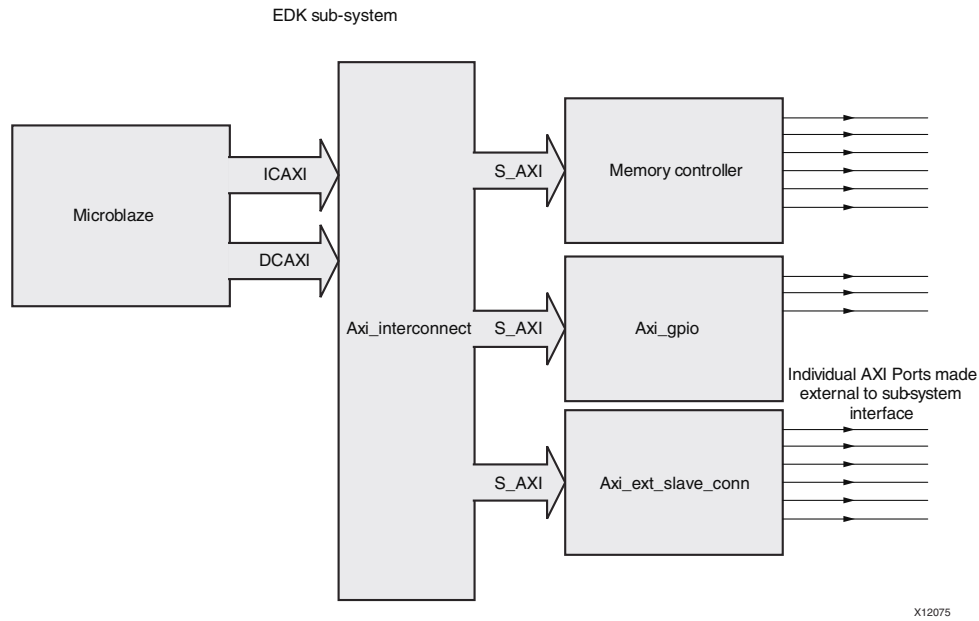 EDK sub-system
Microblaze
ICAXI
DCAXI
Axi_interconnect
S_AXI
Memory controller
S_AXI
Axi_gpio
Individual AXI Ports made
external to sub-system
interface
S_AXI
Axi_ext_slave_conn
X12075